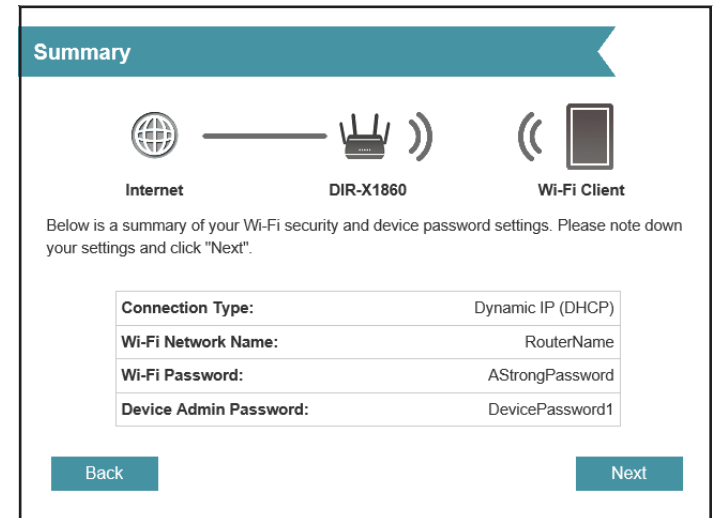 Summary
Internet
DIR-X1860
Wi-Fi Client
Below is a summary of your Wi-Fi security and device password settings. Please note down
your settings and click "Next".
Connection Type: Dynamic IP (DHCP)
Wi-Fi Network Name: RouterName
Wi-Fi Password: AStrongPassword
Device Admin Password: DevicePassword1
Back
Next